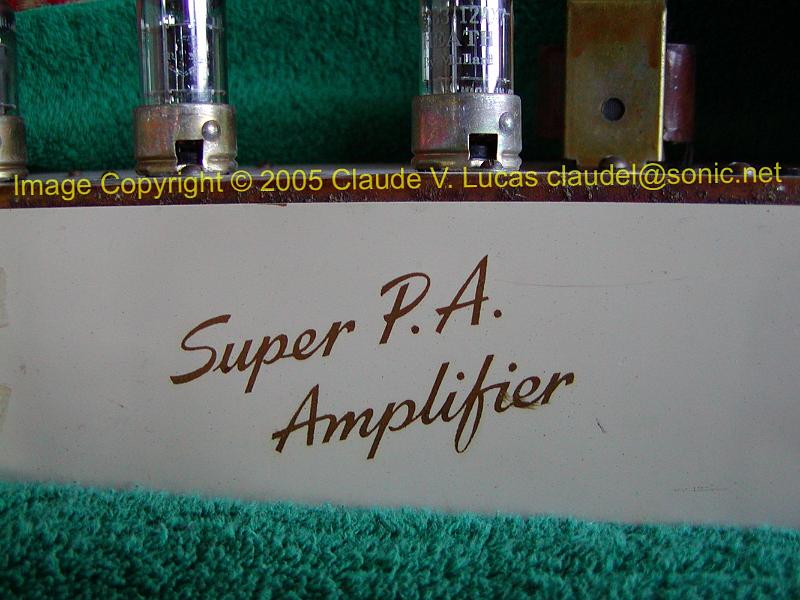 Image Copyright © 2005 Claude V. Lucas claudel@sonic.net
Super P.A.
Amplifier